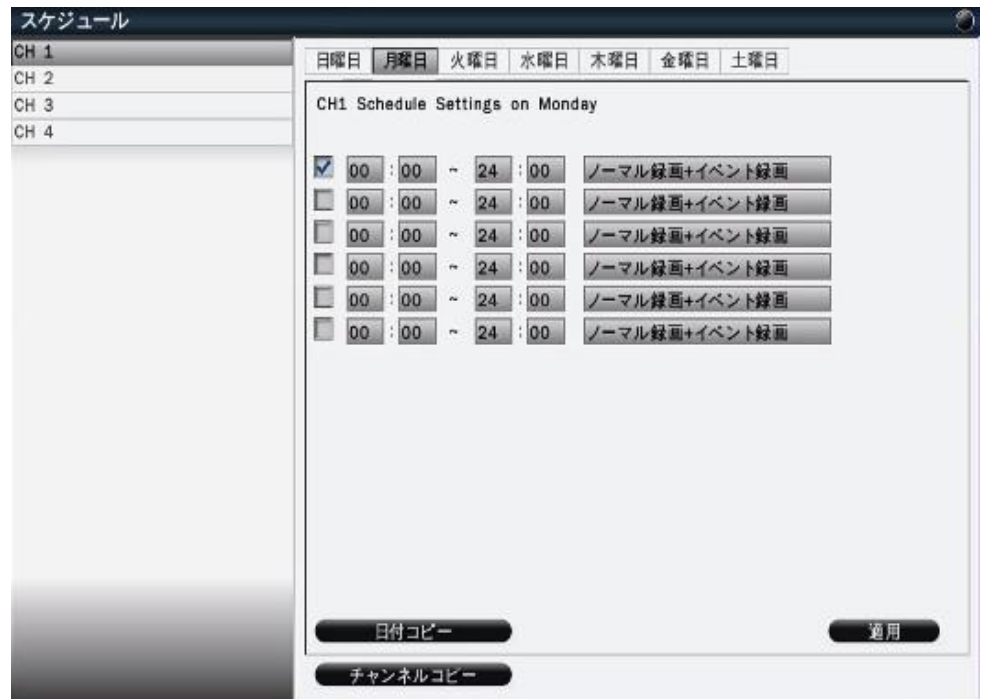 スケジュール
CH 1
CH 2
CH 3
CH 4
日曜日 月曜日 火曜日 水曜日 木曜日 金曜日 土曜日
CH1 Schedule Settings on Monday
00 : 00 ~ 24 : 00 ノーマル録画+イベント録画
00 : 00 ~ 24 : 00 ノーマル録画+イベント録画
00 : 00 ~ 24 : 00 ノーマル録画+イベント録画
00 : 00 ~ 24 : 00 ノーマル録画+イベント録画
00 : 00 ~ 24 : 00 ノーマル録画+イベント録画
00 : 00 ~ 24 : 00 ノーマル録画+イベント録画
日付コピー 適用
チャンネルコピー